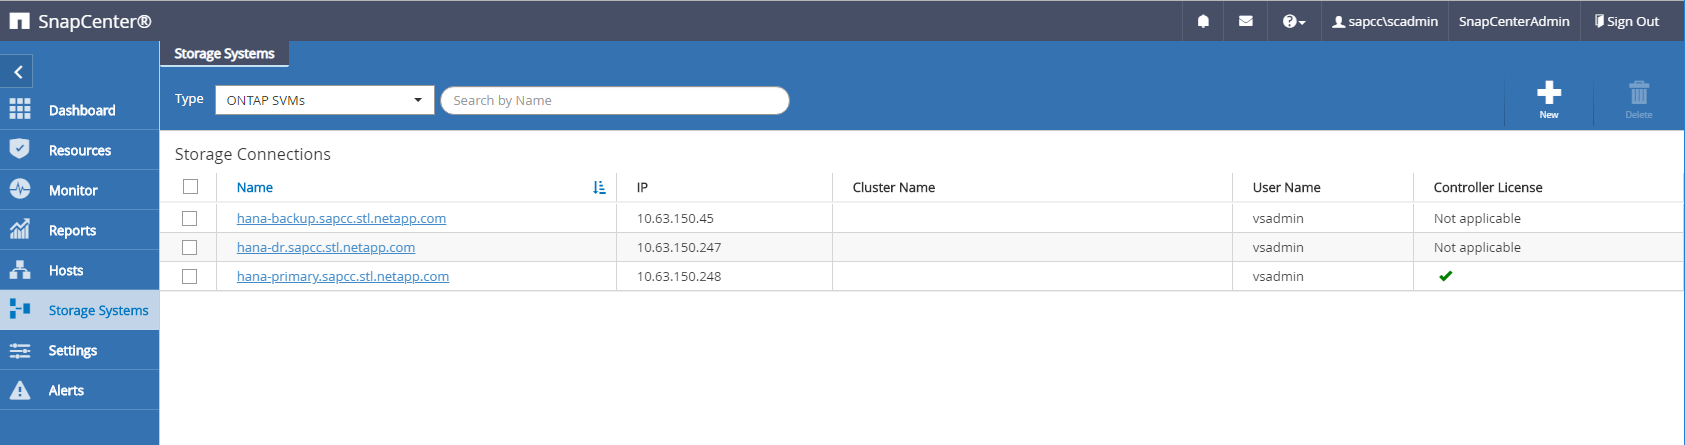 SnapCenter®
sapcc\scadmin SnapCenterAdmin Sign Out
Storage Systems
Type ONTAP SVMs Search by Name
New Delete
Dashboard
Resources
Monitor
Reports
Hosts
Storage Systems
Settings
Alerts
Storage Connections
Name IP Cluster Name User Name Controller License
hana-backup.sapcc.stl.netapp.com 10.63.150.45 vsadmin Not applicable
hana-dr.sapcc.stl.netapp.com 10.63.150.247 vsadmin Not applicable
hana-primary.sapcc.stl.netapp.com 10.63.150.248 vsadmin